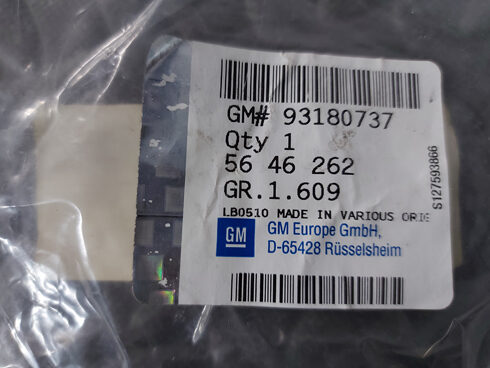 GM# 93180737
Qty 1
56 46 262
GR.1.609
LB0510 MADE IN VARIOUS ORIG
GM
GM Europe GmbH,
D-65428 Rüsselsheim
S127593866